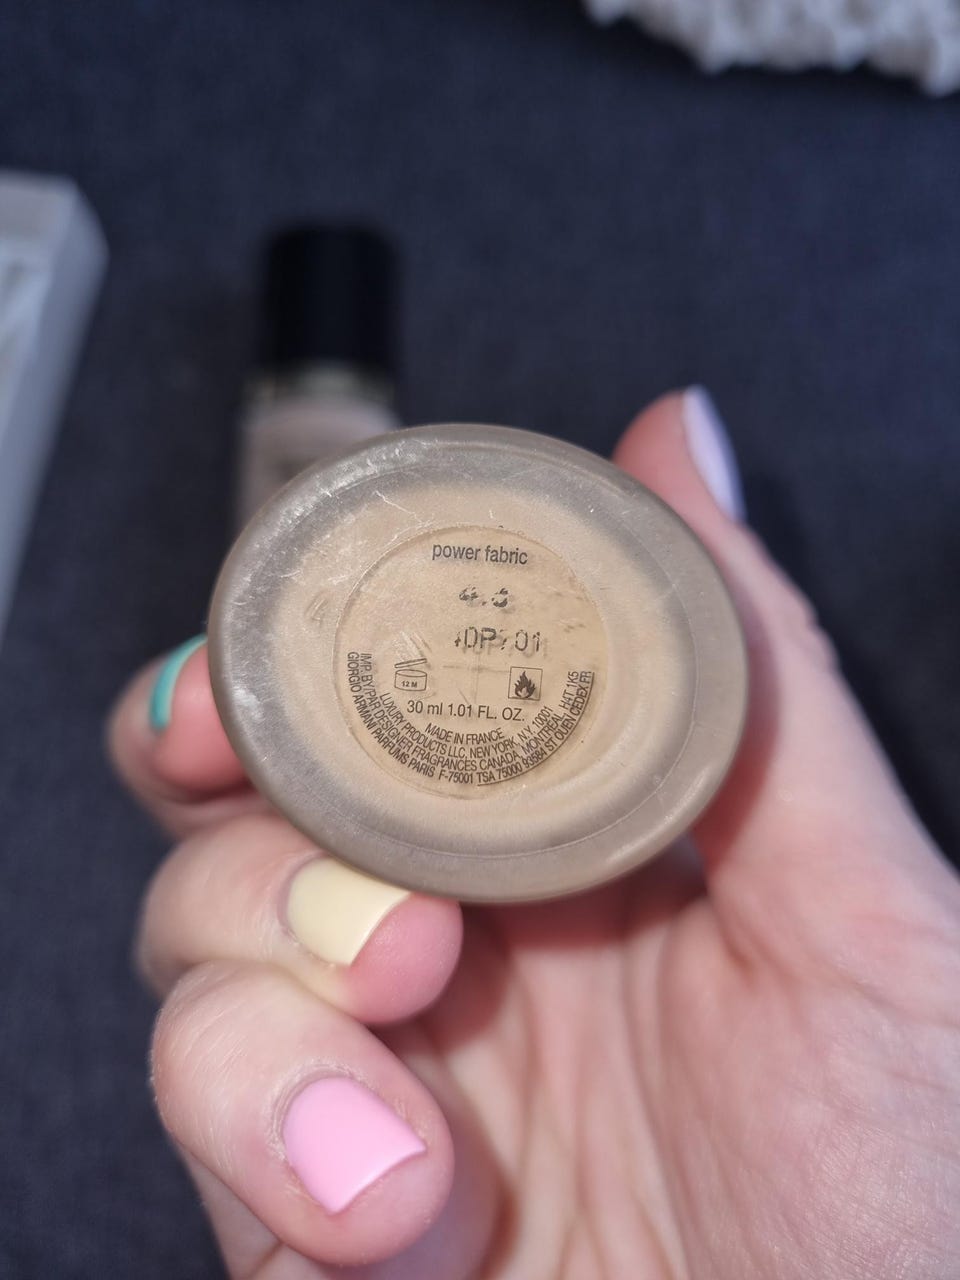 power fabric
12 M
30 ml 1.01 FL. OZ.
MADE IN FRANCE
LUXURY PRODUCTS LLC, NEW YORK, N.Y. 10001
IMP. BY/PAR DESIGNER FRAGRANCES CANADA, MONTREAL, H4T 1K5
GIORGIO ARMANI PARFUMS PARIS F-75001 TSA 75000 93584 ST OUEN CEDEX FR